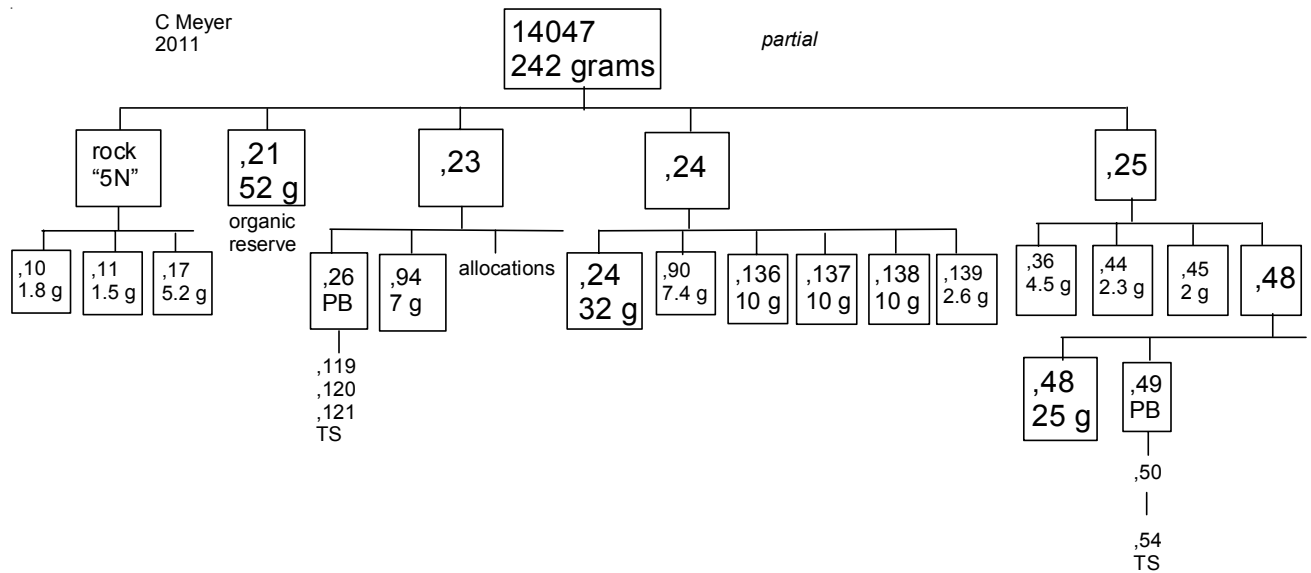 C Meyer
2011
14047
242 grams
partial
rock
“5N”
,21
52 g
organic
reserve
,23
,24
,25
,10
1.8 g
,11
1.5 g
,17
5.2 g
,26
PB
,94
7 g
allocations
,24
32 g
,90
7.4 g
,136
10 g
,137
10 g
,138
10 g
,139
2.6 g
,36
4.5 g
,44
2.3 g
,45
2 g
,48
,119
,120
,121
TS
,48
25 g
,49
PB
,50
,54
TS